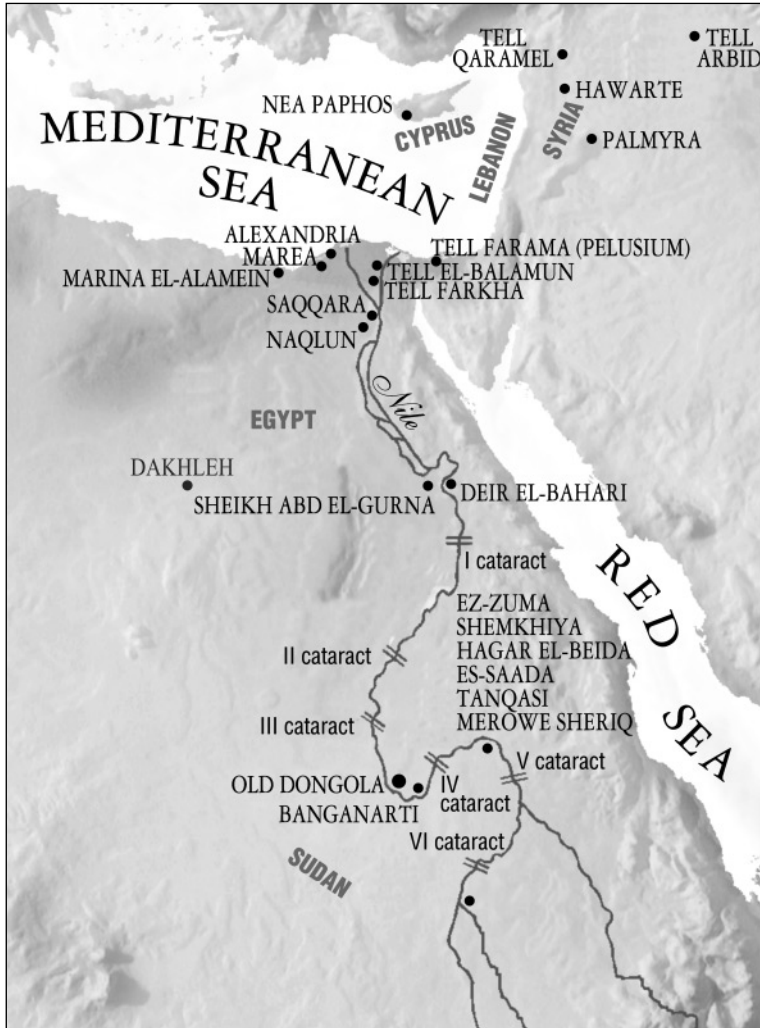 TELL
QARAMEL
TELL
ARBID
HAWARTE
NEA PAPHOS
CYPRUS
LEBANON
SYRIA
PALMYRA
MEDITERRANEAN
SEA
ALEXANDRIA
MAREA
MARINA EL-ALAMEIN
TELL FARAMA (PELUSIUM)
TELL EL-BALAMUN
TELL FARKHA
SAQQARA
NAQLUN
Nile
EGYPT
DAKHLEH
SHEIKH ABD EL-GURNA
DEIR EL-BAHARI
I cataract
RED
SEA
EZ-ZUMA
SHEMKHIYA
HAGAR EL-BEIDA
ES-SAADA
TANQASI
MEROWE SHERIQ
II cataract
III cataract
OLD DONGOLA
BANGANARTI
IV
cataract
V cataract
VI cataract
SUDAN